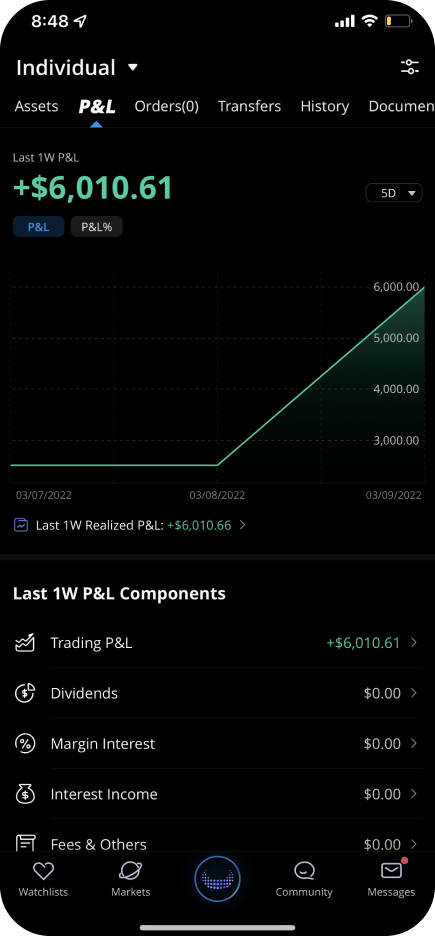 8:48
Individual
Assets P&L Orders(0) Transfers History Documen
Last 1W P&L
+$6,010.61
5D
P&L P&L%
6,000.00
5,000.00
4,000.00
3,000.00
03/07/2022 03/08/2022 03/09/2022
Last 1W Realized P&L: +$6,010.66
Last 1W P&L Components
Trading P&L +$6,010.61
Dividends $0.00
Margin Interest $0.00
Interest Income $0.00
Fees & Others $0.00
Watchlists Markets Community Messages